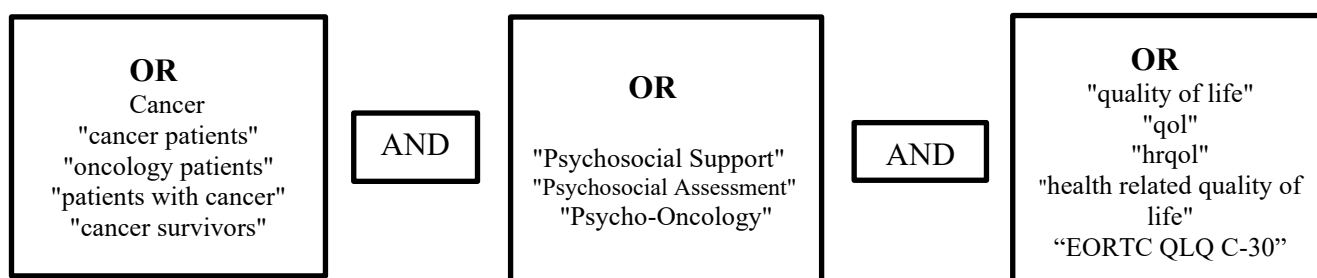 OR
Cancer
"cancer patients"
"oncology patients"
"patients with cancer"
"cancer survivors"
AND
OR
"Psychosocial Support"
"Psychosocial Assessment"
"Psycho-Oncology"
AND
OR
"quality of life"
"qol"
"hrqol"
"health related quality of
life"
“EORTC QLQ C-30”